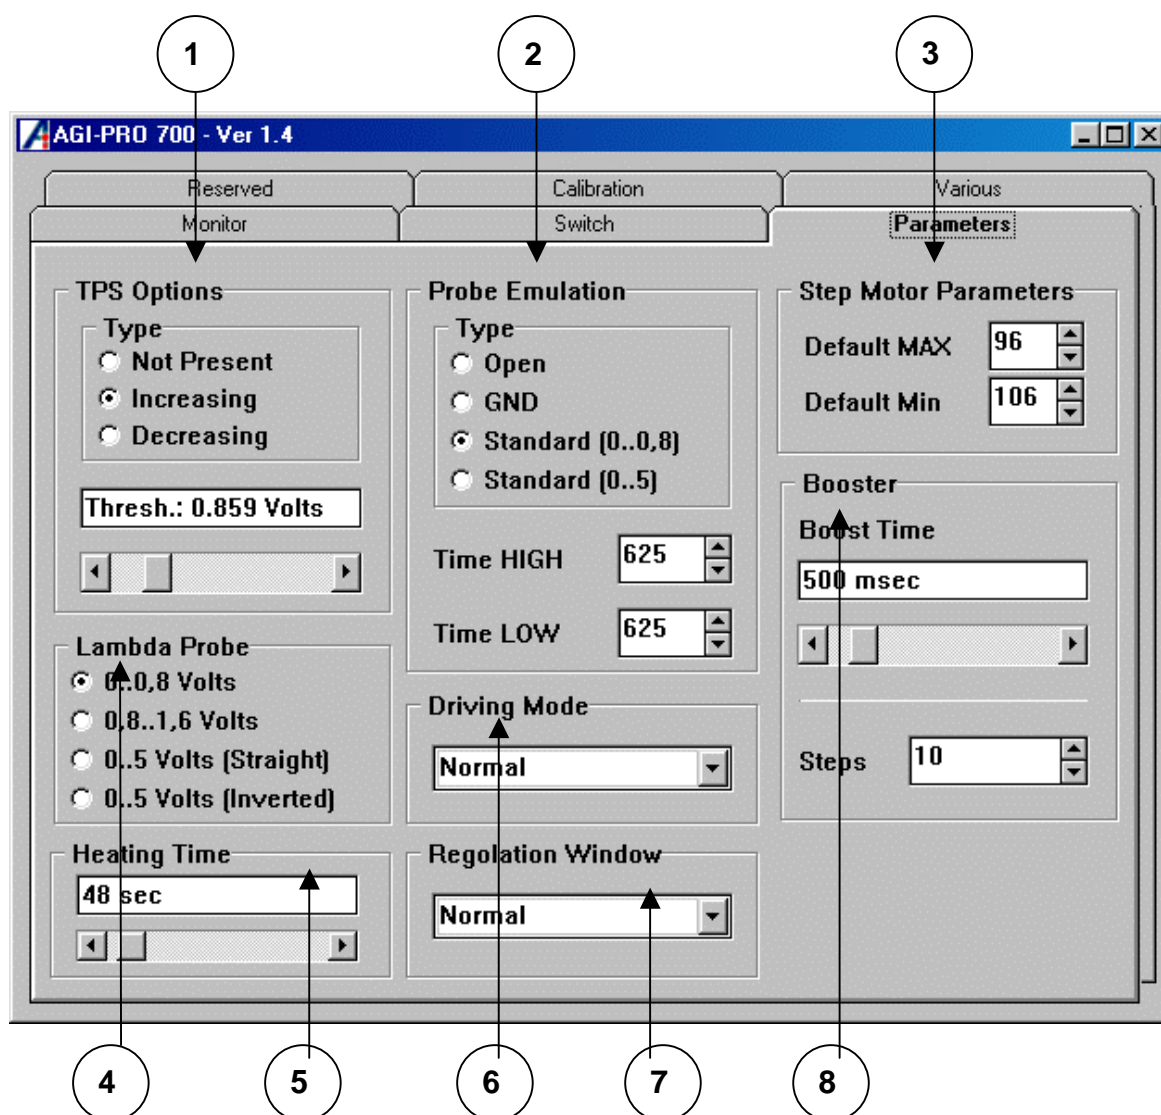 1
2
3
AGI-PRO 700 - Ver 1.4
Reserved
Calibration
Various
Monitor
Switch
Parameters
TPS Options
Type
Not Present
Increasing
Decreasing
Thresh.: 0.859 Volts
Lambda Probe
0..0,8 Volts
0,8..1,6 Volts
0..5 Volts (Straight)
0..5 Volts (Inverted)
Heating Time
48 sec
Probe Emulation
Type
Open
GND
Standard (0..0,8)
Standard (0..5)
Time HIGH
625
Time LOW
625
Driving Mode
Normal
Regolation Window
Normal
Step Motor Parameters
Default MAX
96
Default Min
106
Booster
Boost Time
500 msec
Steps
10
4
5
6
7
8